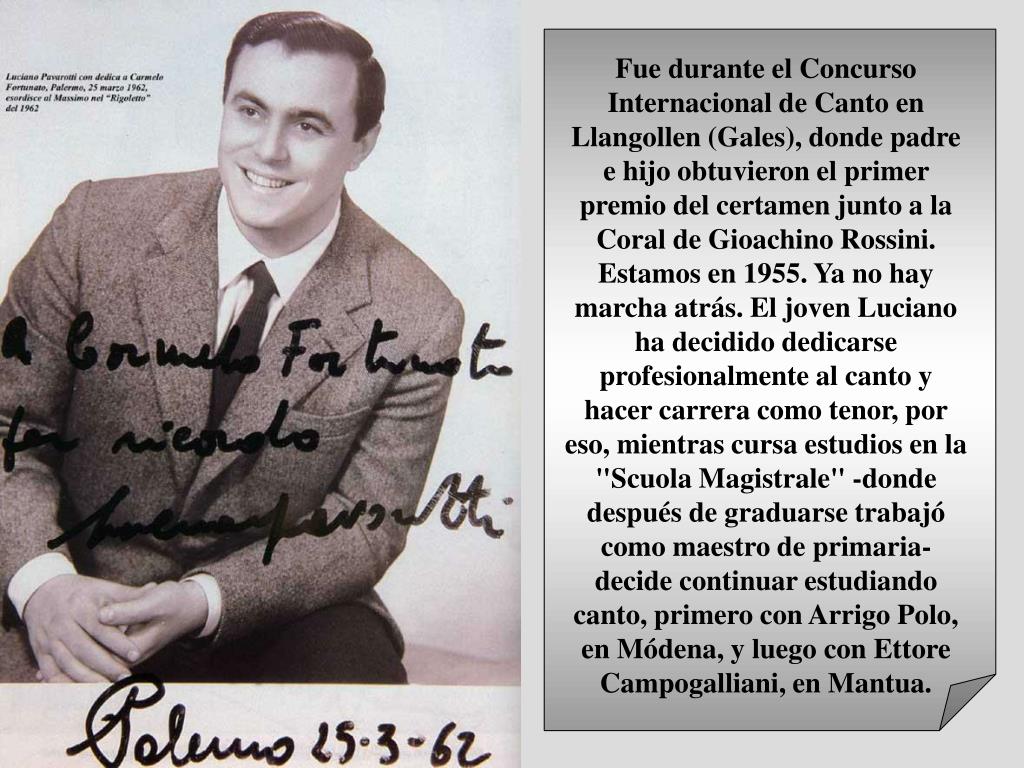 Luciano Pavarotti con dedica a Carmelo
Fortunato, Palermo, 25 marzo 1962,
esordisce al Massimo nel “Rigoletto”
del 1962
a Carmelo Fortunato
per ricordo
Luciano Pavarotti
Palermo 25-3-62
Fue durante el Concurso
Internacional de Canto en
Llangollen (Gales), donde padre
e hijo obtuvieron el primer
premio del certamen junto a la
Coral de Gioachino Rossini.
Estamos en 1955. Ya no hay
marcha atrás. El joven Luciano
ha decidido dedicarse
profesionalmente al canto y
hacer carrera como tenor, por
eso, mientras cursa estudios en la
"Scuola Magistrale" -donde
después de graduarse trabajó
como maestro de primaria-
decide continuar estudiando
canto, primero con Arrigo Polo,
en Módena, y luego con Ettore
Campogalliani, en Mantua.